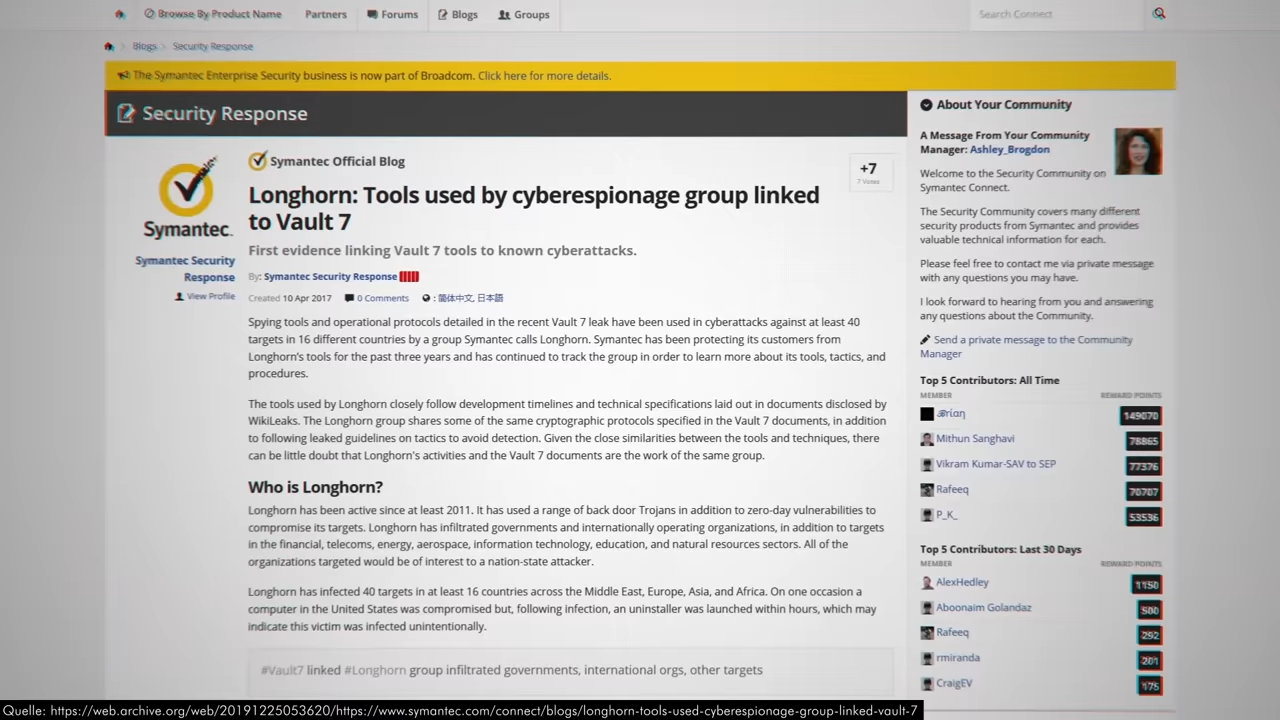 Browse By Product Name
Partners
Forums
Blogs
Groups
Search Connect
Blogs
Security Response
The Symantec Enterprise Security business is now part of Broadcom. Click here for more details.
Security Response
Symantec.
Symantec Security
Response
View Profile
Symantec Official Blog
+7
7 Votes
Longhorn: Tools used by cyberespionage group linked
to Vault 7
First evidence linking Vault 7 tools to known cyberattacks.
By: Symantec Security Response
Created 10 Apr 2017 0 Comments : 简体中文, 日本語
Spying tools and operational protocols detailed in the recent Vault 7 leak have been used in cyberattacks against at least 40
targets in 16 different countries by a group Symantec calls Longhorn. Symantec has been protecting its customers from
Longhorn's tools for the past three years and has continued to track the group in order to learn more about its tools, tactics, and
procedures.
The tools used by Longhorn closely follow development timelines and technical specifications laid out in documents disclosed by
WikiLeaks. The Longhorn group shares some of the same cryptographic protocols specified in the Vault 7 documents, in addition
to following leaked guidelines on tactics to avoid detection. Given the close similarities between the tools and techniques, there
can be little doubt that Longhorn's activities and the Vault 7 documents are the work of the same group.
Who is Longhorn?
Longhorn has been active since at least 2011. It has used a range of back door Trojans in addition to zero-day vulnerabilities to
compromise its targets. Longhorn has infiltrated governments and internationally operating organizations, in addition to targets
in the financial, telecoms, energy, aerospace, information technology, education, and natural resources sectors. All of the
organizations targeted would be of interest to a nation-state attacker.
Longhorn has infected 40 targets in at least 16 countries across the Middle East, Europe, Asia, and Africa. On one occasion a
computer in the United States was compromised but, following infection, an uninstaller was launched within hours, which may
indicate this victim was infected unintentionally.
#Vault7 linked #Longhorn group infiltrated governments, international orgs, other targets
About Your Community
A Message From Your Community
Manager: Ashley_Brogdon
Welcome to the Security Community on
Symantec Connect.
The Security Community covers many different
security products from Symantec and provides
valuable technical information for each.
Please feel free to contact me via private message
with any questions you may have.
I look forward to hearing from you and answering
any questions about the Community.
Send a private message to the Community
Manager
Top 5 Contributors: All Time
MEMBER REWARD POINTS
149070
Mithun Sanghavi 78865
Vikram Kumar-SAV to SEP 77376
Rafeeq 70707
P_K_ 53536
Top 5 Contributors: Last 30 Days
MEMBER REWARD POINTS
AlexHedley 1150
Aboonaim Golandaz 500
Rafeeq 292
rmiranda 201
CraigEV 175
Quelle: https://web.archive.org/web/20191225053620/https://www.symantec.com/connect/blogs/longhorn-tools-used-cyberespionage-group-linked-vault-7